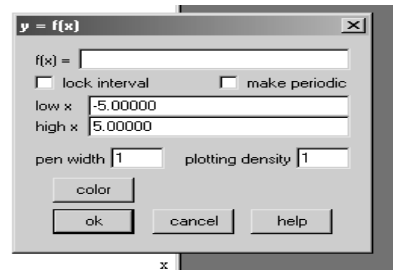 y = f(x)
f(x) =
lock interval make periodic
low x -5.00000
high x 5.00000
pen width 1 plotting density 1
color
ok cancel help
x